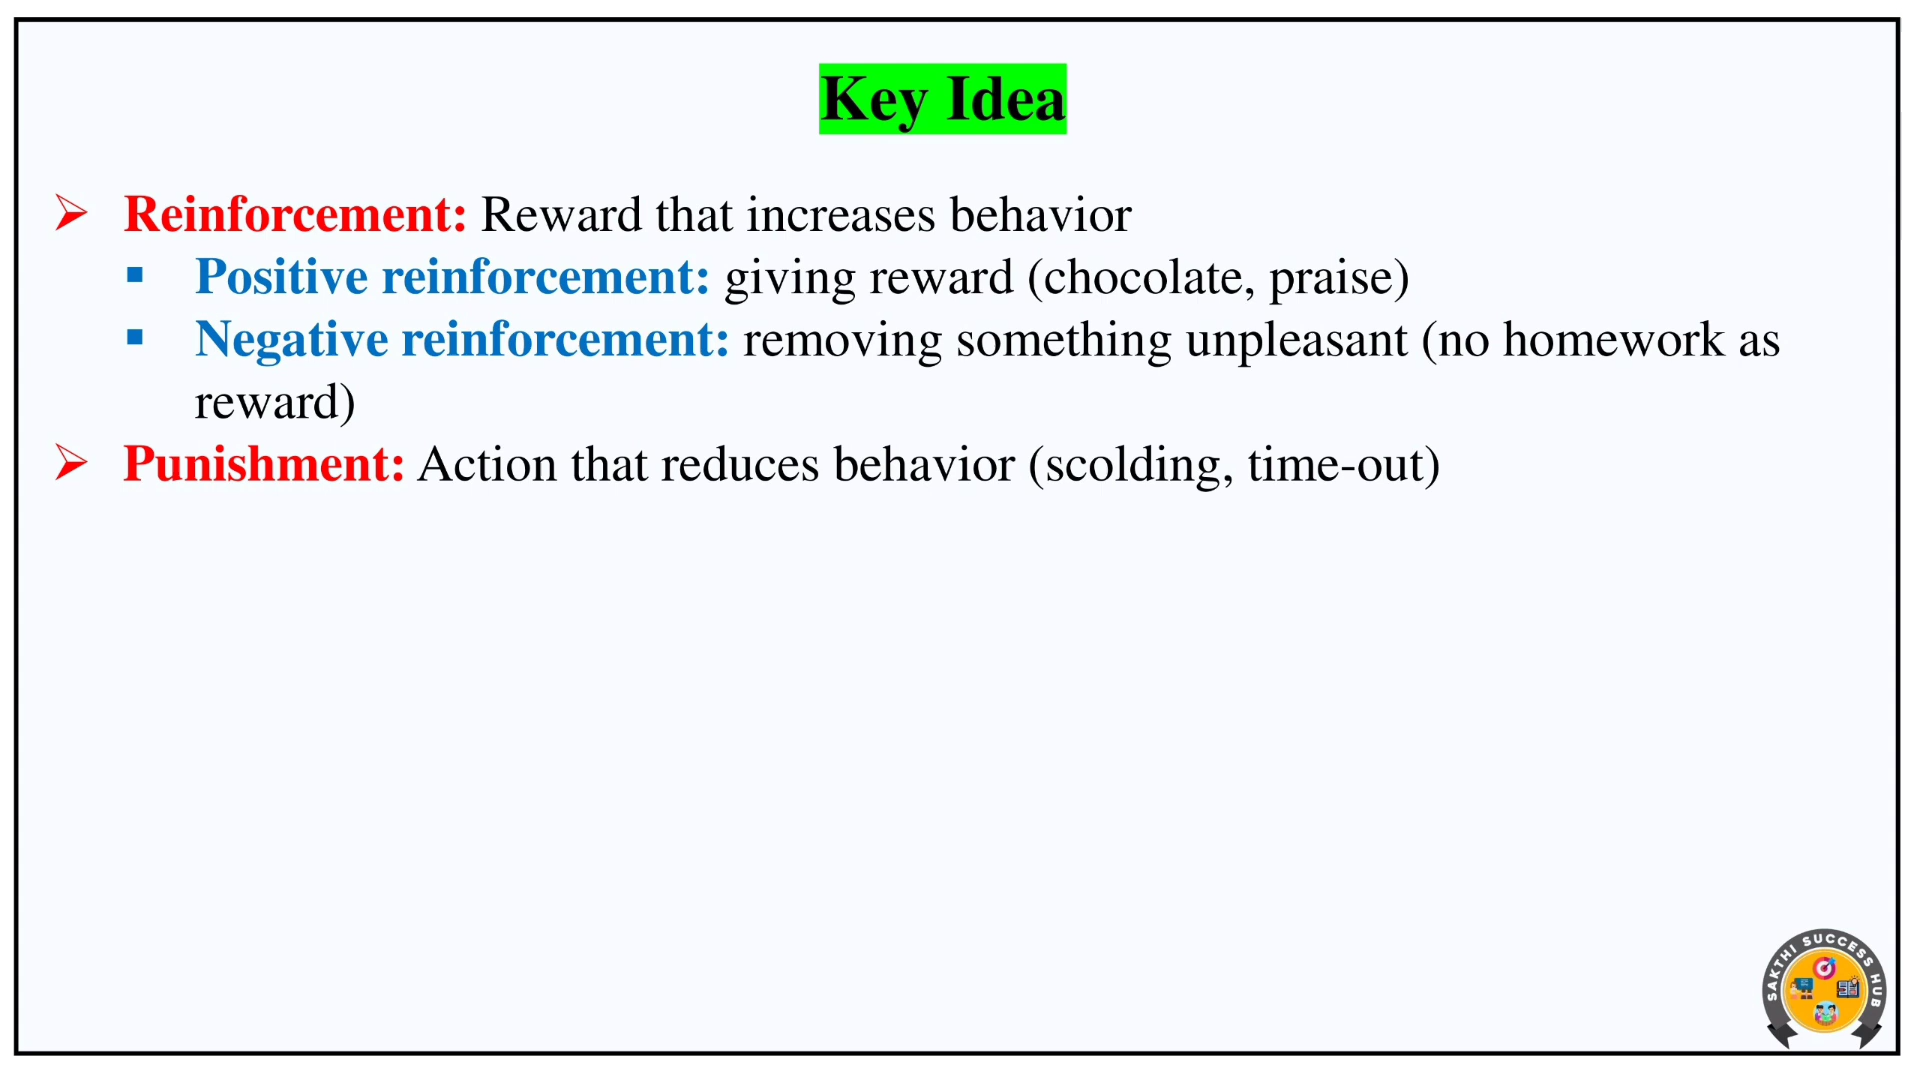 Key Idea
➢ Reinforcement: Reward that increases behavior
▪ Positive reinforcement: giving reward (chocolate, praise)
▪ Negative reinforcement: removing something unpleasant (no homework as
reward)
➢ Punishment: Action that reduces behavior (scolding, time-out)
SAKTHI SUCCESS HUB